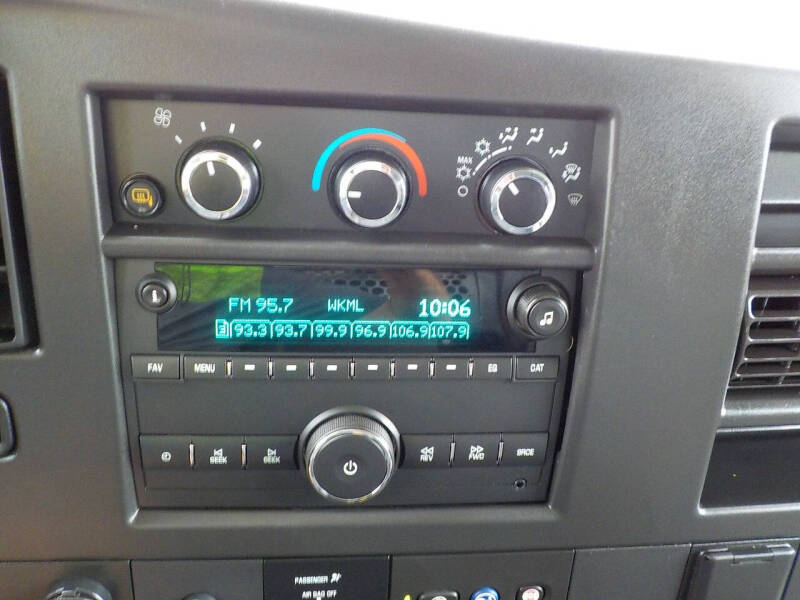 MAX
FM 95.7 WKML 10:06
3 93.3 93.7 99.9 96.9 106.9 107.9
FAV MENU EQ CAT
SEEK SEEK REV FWD SRCE
PASSENGER
AIR BAG OFF